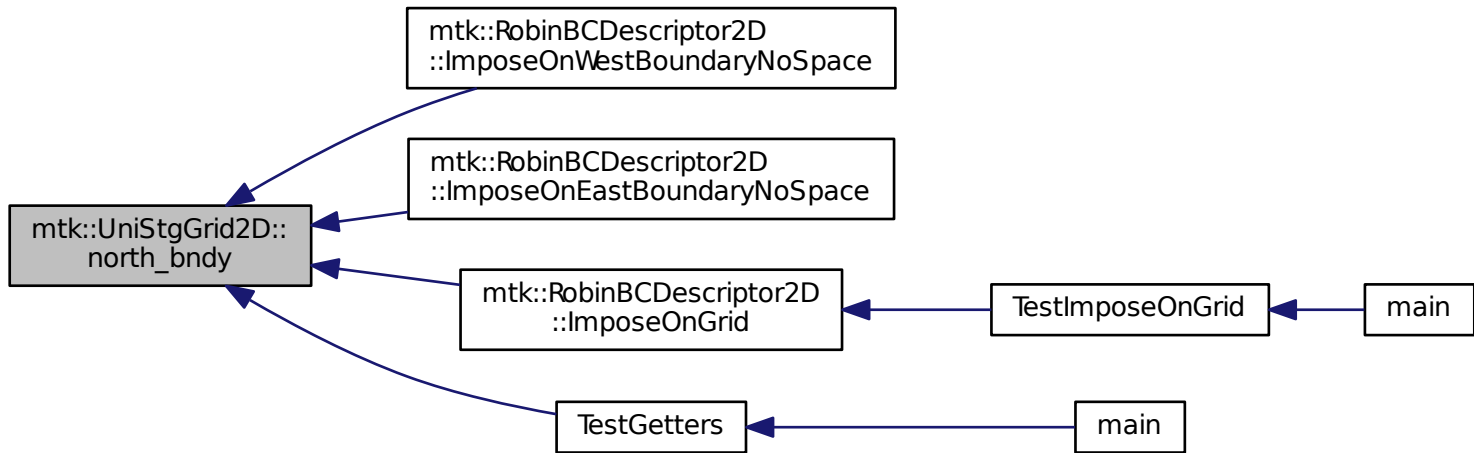 mtk::RobinBCDescriptor2D
::ImposeOnWestBoundaryNoSpace
mtk::RobinBCDescriptor2D
::ImposeOnEastBoundaryNoSpace
mtk::UniStgGrid2D::
north_bndy
mtk::RobinBCDescriptor2D
::ImposeOnGrid
TestImposeOnGrid
main
TestGetters
main